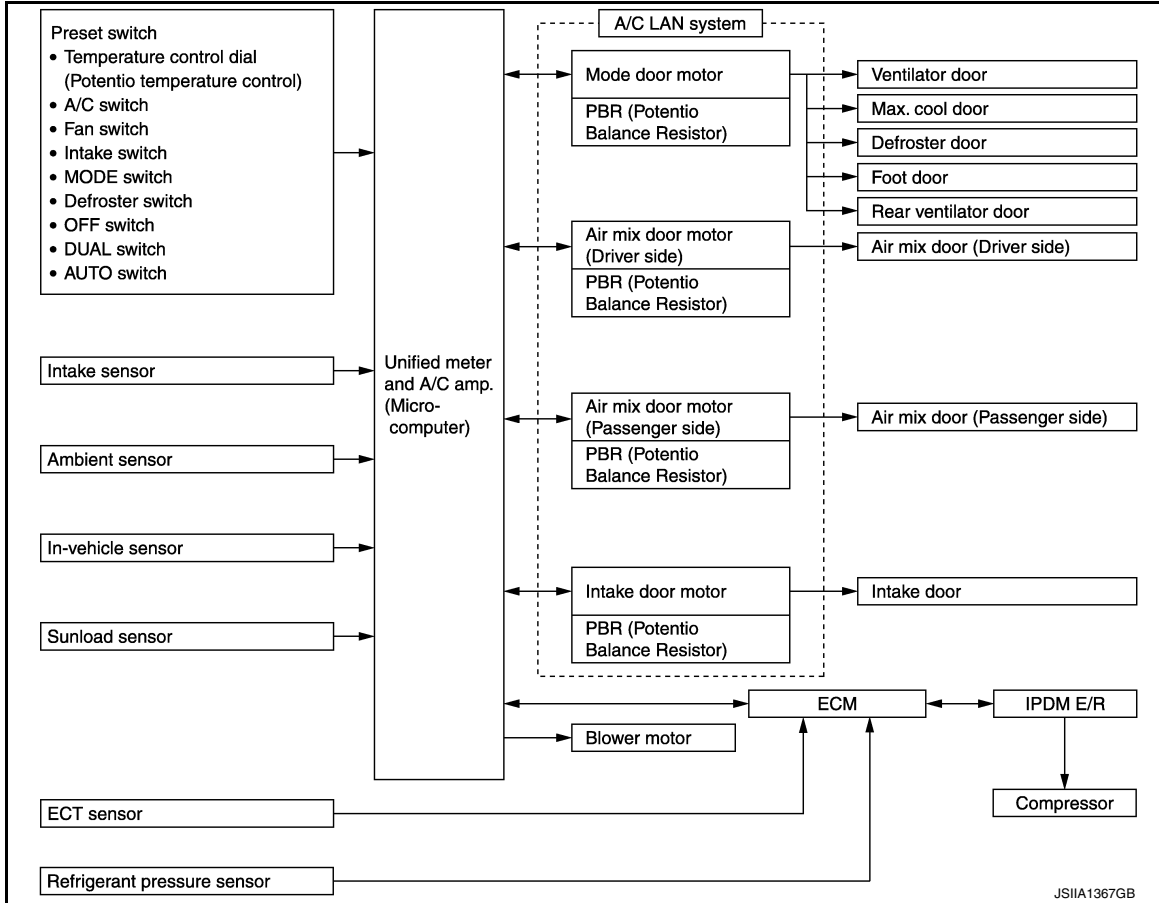 Preset switch
• Temperature control dial
(Potentio temperature control)
• A/C switch
• Fan switch
• Intake switch
• MODE switch
• Defroster switch
• OFF switch
• DUAL switch
• AUTO switch
Intake sensor
Ambient sensor
In-vehicle sensor
Sunload sensor
ECT sensor
Refrigerant pressure sensor
Unified meter
and A/C amp.
(Micro-
computer)
A/C LAN system
Mode door motor
PBR (Potentio
Balance Resistor)
Air mix door motor
(Driver side)
PBR (Potentio
Balance Resistor)
Air mix door motor
(Passenger side)
PBR (Potentio
Balance Resistor)
Intake door motor
PBR (Potentio
Balance Resistor)
Blower motor
Ventilator door
Max. cool door
Defroster door
Foot door
Rear ventilator door
Air mix door (Driver side)
Air mix door (Passenger side)
Intake door
ECM
IPDM E/R
Compressor
JSIIA1367GB